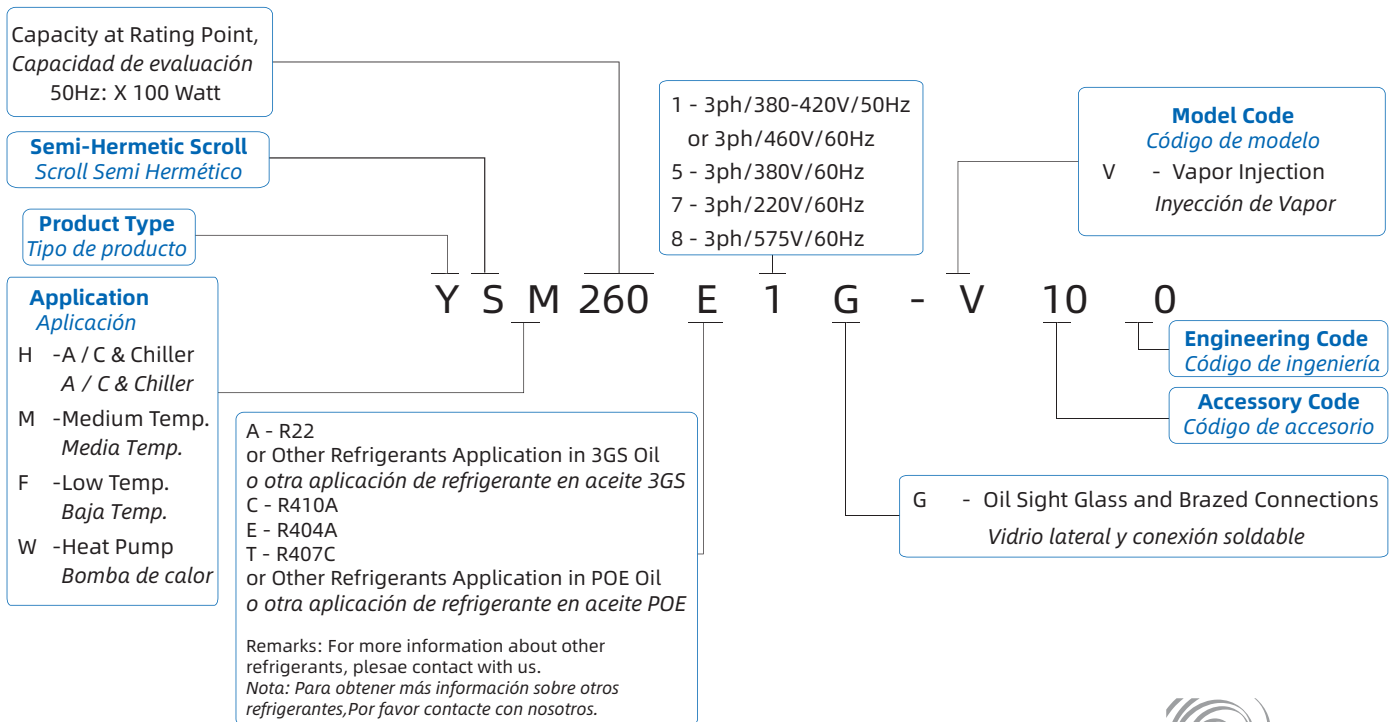 Capacity at Rating Point,
Capacidad de evaluación
50Hz: X 100 Watt
Semi-Hermetic Scroll
Scroll Semi Hermético
Product Type
Tipo de producto
Application
Aplicación
H -A / C & Chiller
A / C & Chiller
M -Medium Temp.
Media Temp.
F -Low Temp.
Baja Temp.
W -Heat Pump
Bomba de calor
1 - 3ph/380-420V/50Hz
or 3ph/460V/60Hz
5 - 3ph/380V/60Hz
7 - 3ph/220V/60Hz
8 - 3ph/575V/60Hz
Model Code
Código de modelo
V - Vapor Injection
Inyección de Vapor
Y S M 260 E 1 G - V 10 0
Engineering Code
Código de ingeniería
Accessory Code
Código de accesorio
G - Oil Sight Glass and Brazed Connections
Vidrio lateral y conexión soldable
A - R22
or Other Refrigerants Application in 3GS Oil
o otra aplicación de refrigerante en aceite 3GS
C - R410A
E - R404A
T - R407C
or Other Refrigerants Application in POE Oil
o otra aplicación de refrigerante en aceite POE
Remarks: For more information about other
refrigerants, plesae contact with us.
Nota: Para obtener más información sobre otros
refrigerantes,Por favor contacte con nosotros.